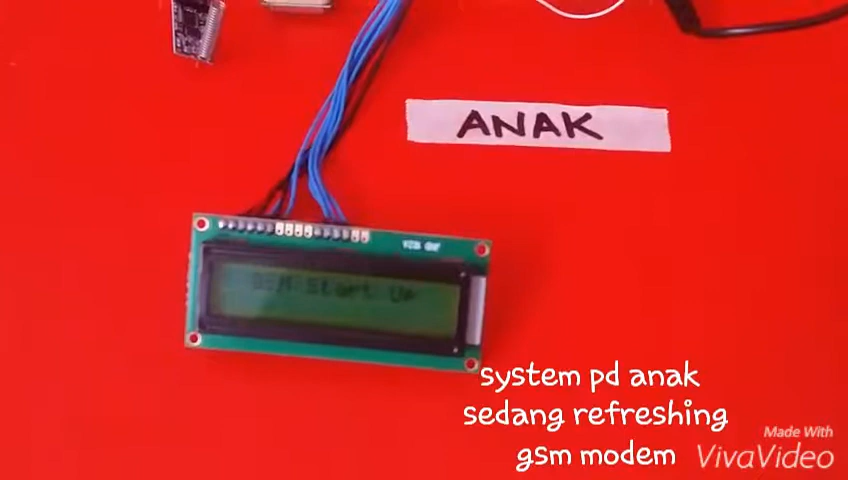 ANAK
Start Up
system pd anak
sedang refreshing
gsm modem
Made With
VivaVideo